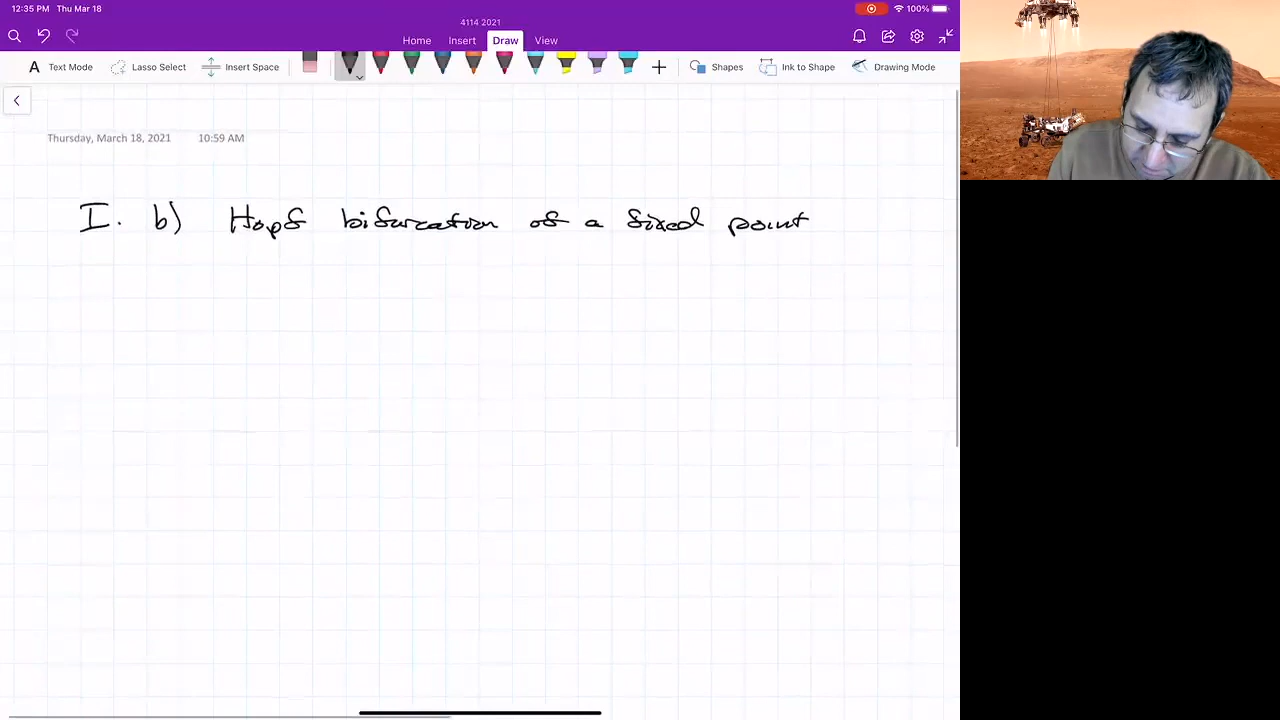 12:35 PM Thu Mar 18 100%
4114 2021
Home Insert Draw View
Text Mode Lasso Select Insert Space Shapes Ink to Shape Drawing Mode
Thursday, March 18, 2021 10:59 AM
I. b) Hopf bifurcation of a fixed point